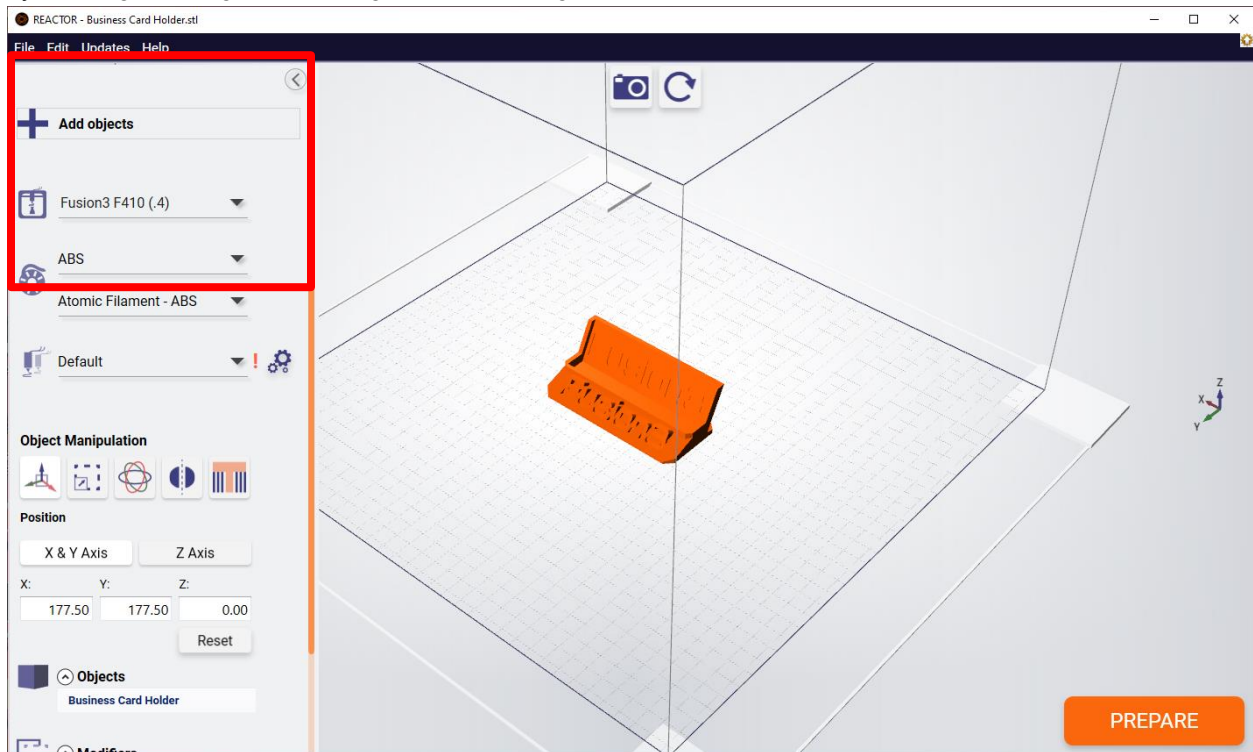 REACTOR - Business Card Holder.stl
File Edit Updates Help
Add objects
Fusion3 F410 (.4)
ABS
Atomic Filament - ABS
Default !
Object Manipulation
Position
X & Y Axis Z Axis
X: Y: Z:
177.50 177.50 0.00
Reset
Objects
Business Card Holder
Modifiers
PREPARE
Z
X
Y